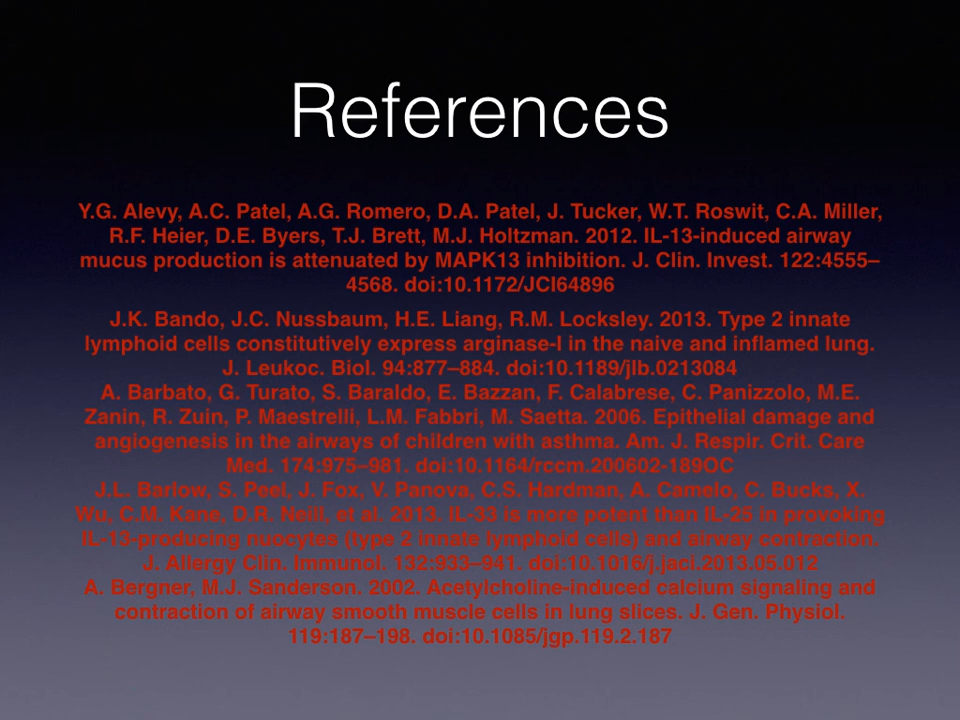 References
Y.G. Alevy, A.C. Patel, A.G. Romero, D.A. Patel, J. Tucker, W.T. Roswit, C.A. Miller,
R.F. Heier, D.E. Byers, T.J. Brett, M.J. Holtzman. 2012. IL-13-induced airway
mucus production is attenuated by MAPK13 inhibition. J. Clin. Invest. 122:4555–
4568. doi:10.1172/JCI64896
J.K. Bando, J.C. Nussbaum, H.E. Liang, R.M. Locksley. 2013. Type 2 innate
lymphoid cells constitutively express arginase-I in the naive and inflamed lung.
J. Leukoc. Biol. 94:877–884. doi:10.1189/jlb.0213084
A. Barbato, G. Turato, S. Baraldo, E. Bazzan, F. Calabrese, C. Panizzolo, M.E.
Zanin, R. Zuin, P. Maestrelli, L.M. Fabbri, M. Saetta. 2006. Epithelial damage and
angiogenesis in the airways of children with asthma. Am. J. Respir. Crit. Care
Med. 174:975–981. doi:10.1164/rccm.200602-189OC
J.L. Barlow, S. Peel, J. Fox, V. Panova, C.S. Hardman, A. Camelo, C. Bucks, X.
Wu, C.M. Kane, D.R. Neill, et al. 2013. IL-33 is more potent than IL-25 in provoking
IL-13-producing nuocytes (type 2 innate lymphoid cells) and airway contraction.
J. Allergy Clin. Immunol. 132:933–941. doi:10.1016/j.jaci.2013.05.012
A. Bergner, M.J. Sanderson. 2002. Acetylcholine-induced calcium signaling and
contraction of airway smooth muscle cells in lung slices. J. Gen. Physiol.
119:187–198. doi:10.1085/jgp.119.2.187